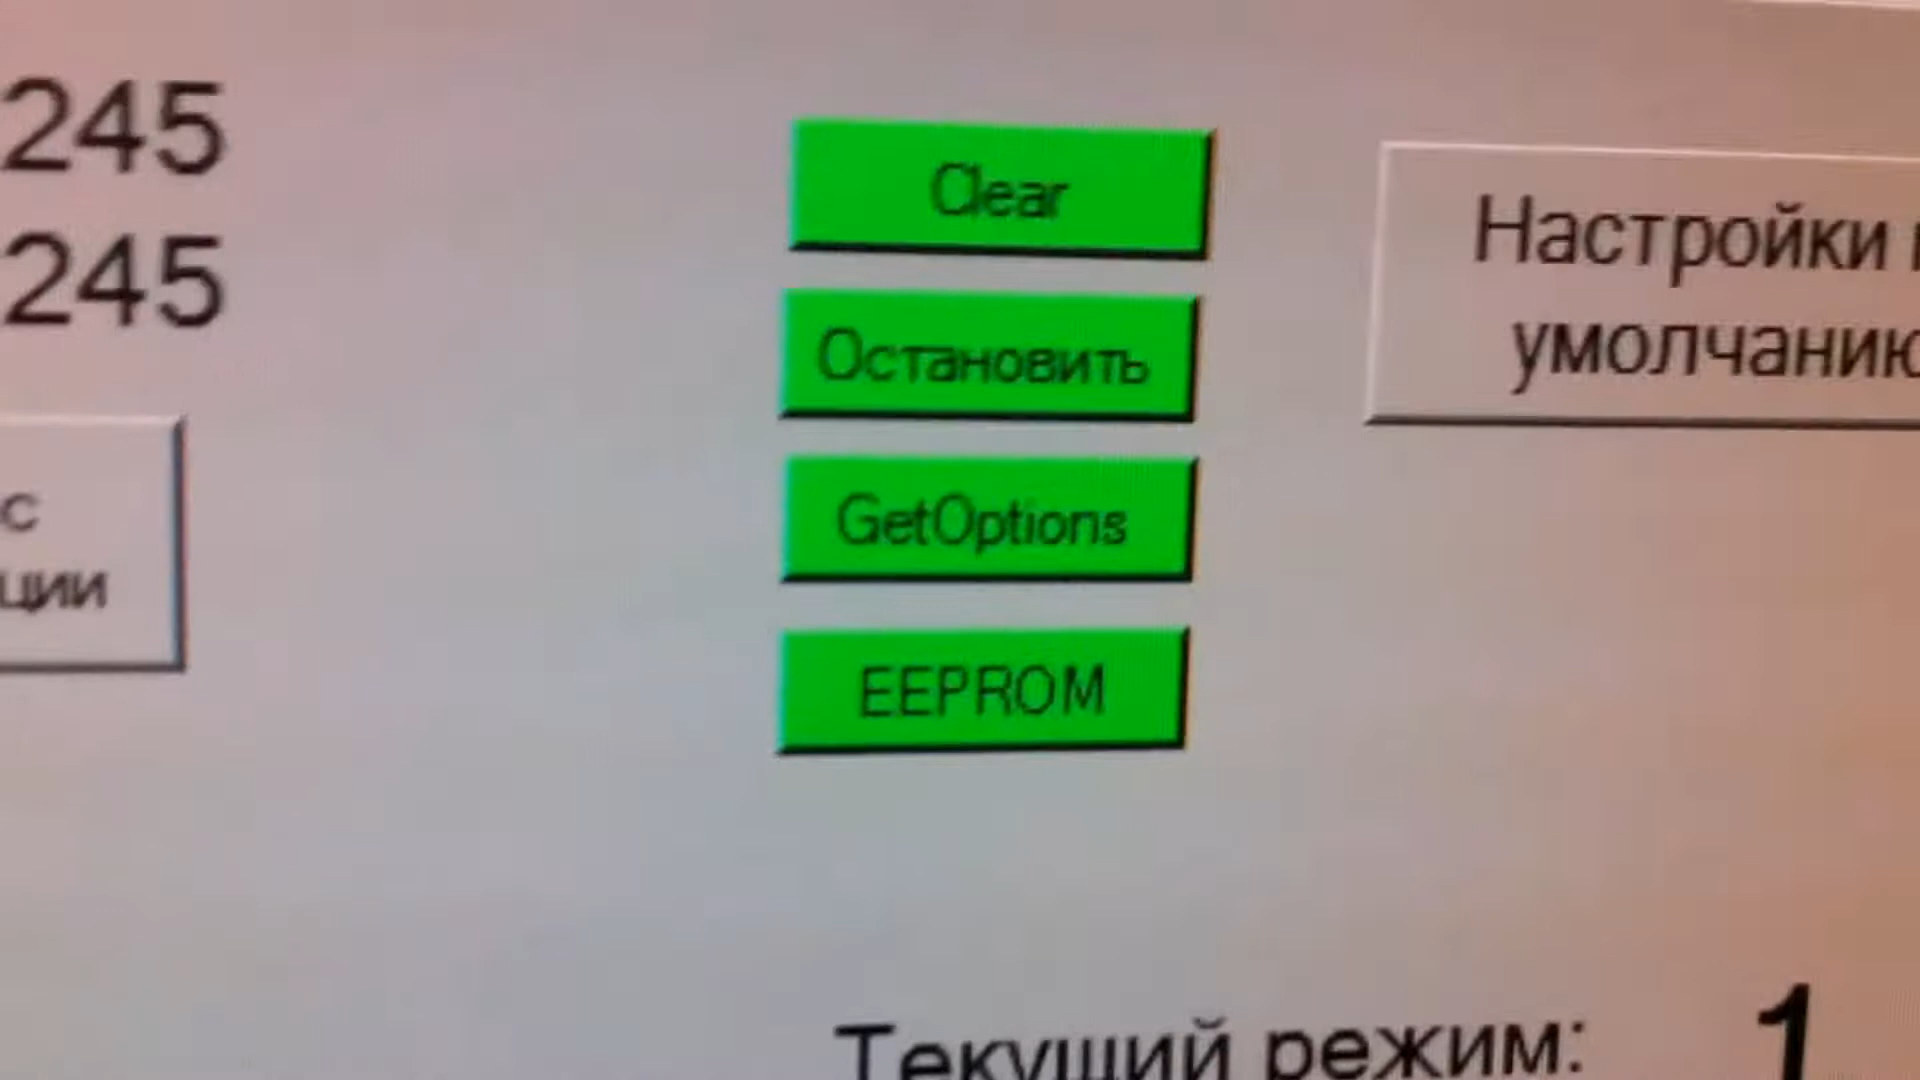 245
245
Clear
Остановить
GetOptions
EEPROM
Настройки
умолчанию
с
ции
Текущий режим: 1